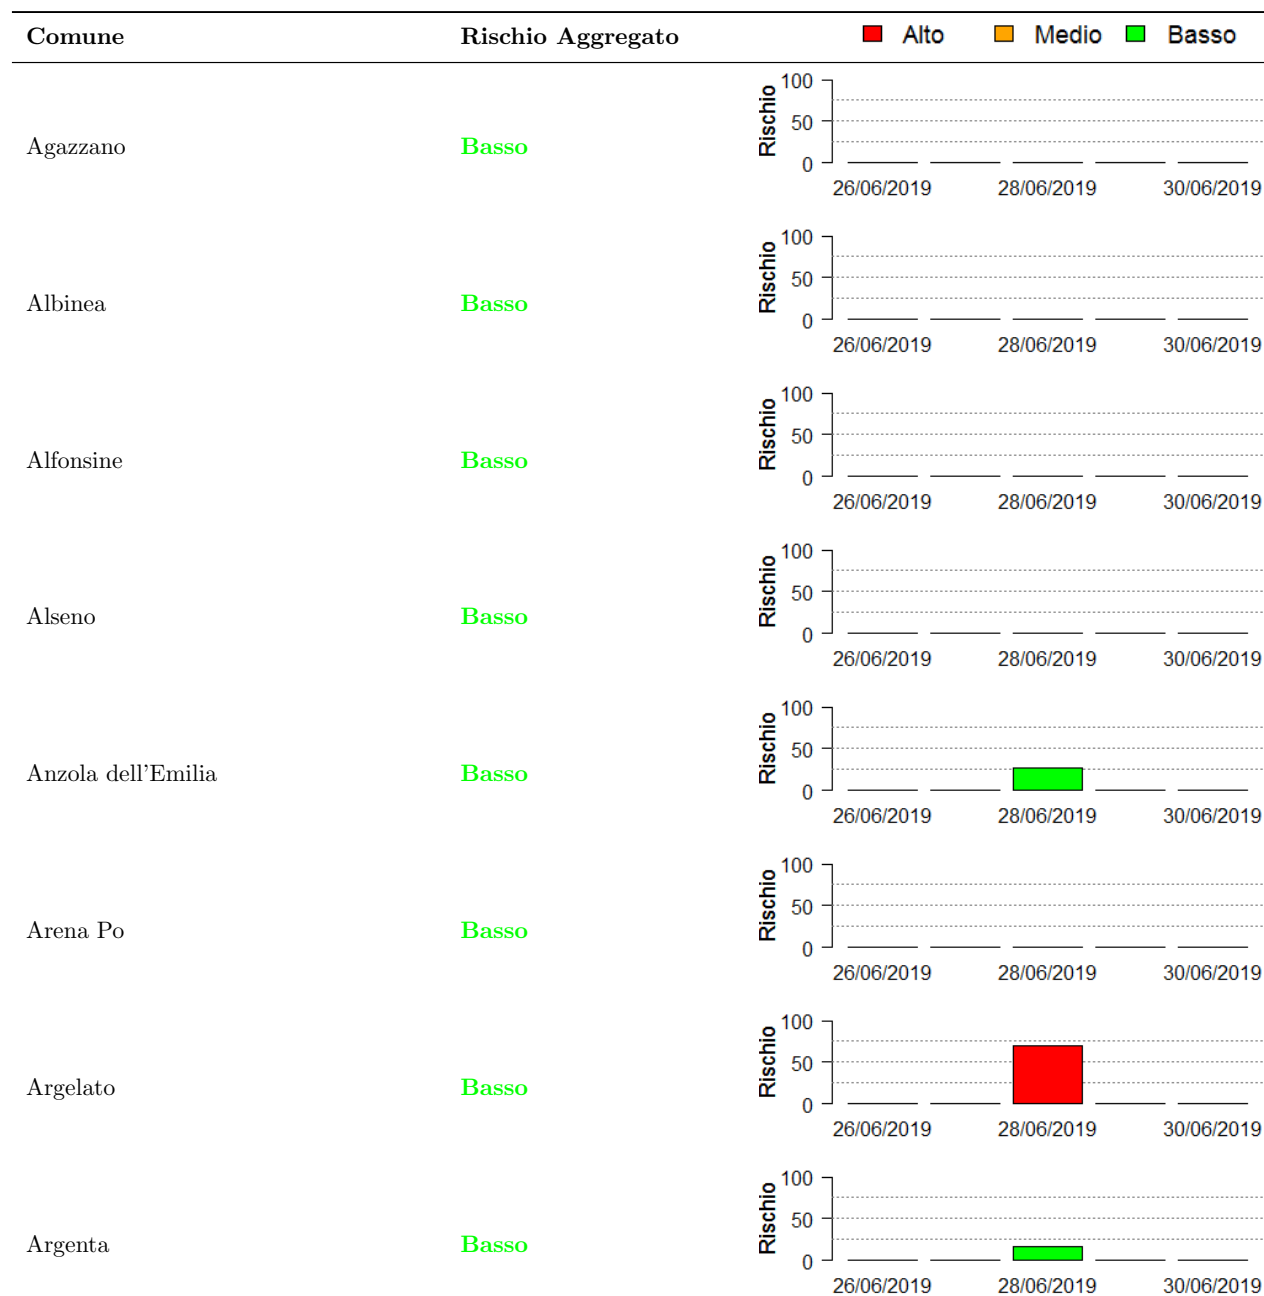 Comune Rischio Aggregato Alto Medio Basso
Agazzano Basso Rischio
100
50
0
26/06/2019 28/06/2019 30/06/2019
Albinea Basso Rischio
100
50
0
26/06/2019 28/06/2019 30/06/2019
Alfonsine Basso Rischio
100
50
0
26/06/2019 28/06/2019 30/06/2019
Alseno Basso Rischio
100
50
0
26/06/2019 28/06/2019 30/06/2019
Anzola dell'Emilia Basso Rischio
100
50
0
26/06/2019 28/06/2019 30/06/2019
Arena Po Basso Rischio
100
50
0
26/06/2019 28/06/2019 30/06/2019
Argelato Basso Rischio
100
50
0
26/06/2019 28/06/2019 30/06/2019
Argenta Basso Rischio
100
50
0
26/06/2019 28/06/2019 30/06/2019